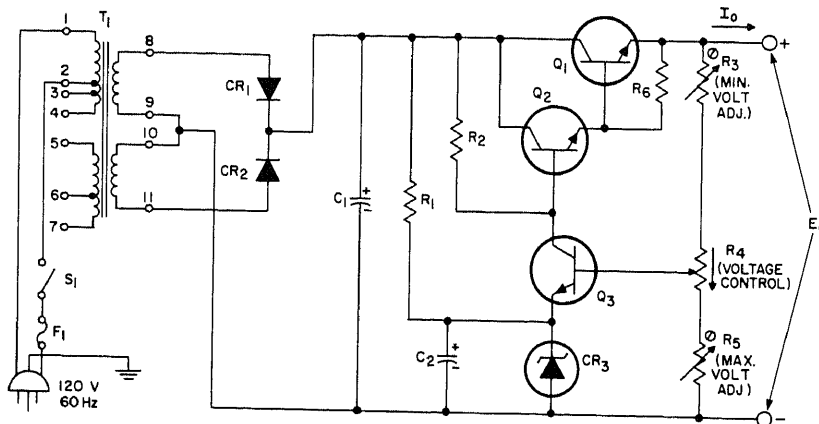 1
T1
2
3
4
5
6
7
8
9
10
11
S1
F1
120 V
60 Hz
CR1
CR2
C1
+
-
R1
R2
C2
+
-
Q1
Q2
Q3
CR3
R6
I0
+
R3
(MIN.
VOLT
ADJ.)
R4
(VOLTAGE
CONTROL)
R5
(MAX.
VOLT
ADJ)
-